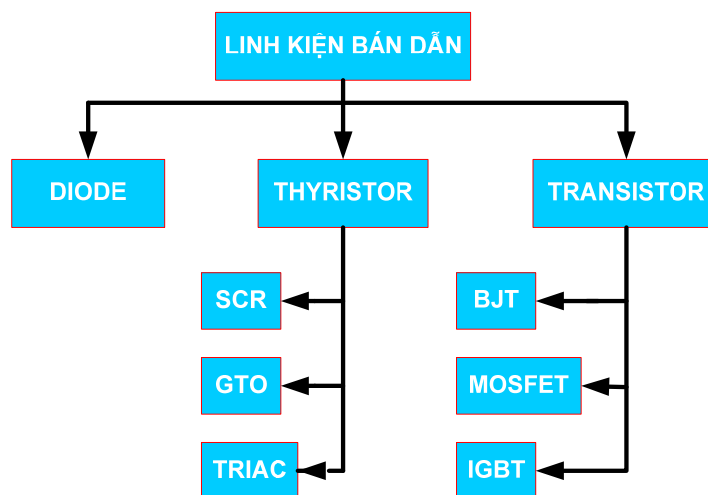 LINH KIỆN BÁN DẪN
DIODE
THYRISTOR
TRANSISTOR
SCR
BJT
GTO
MOSFET
TRIAC
IGBT